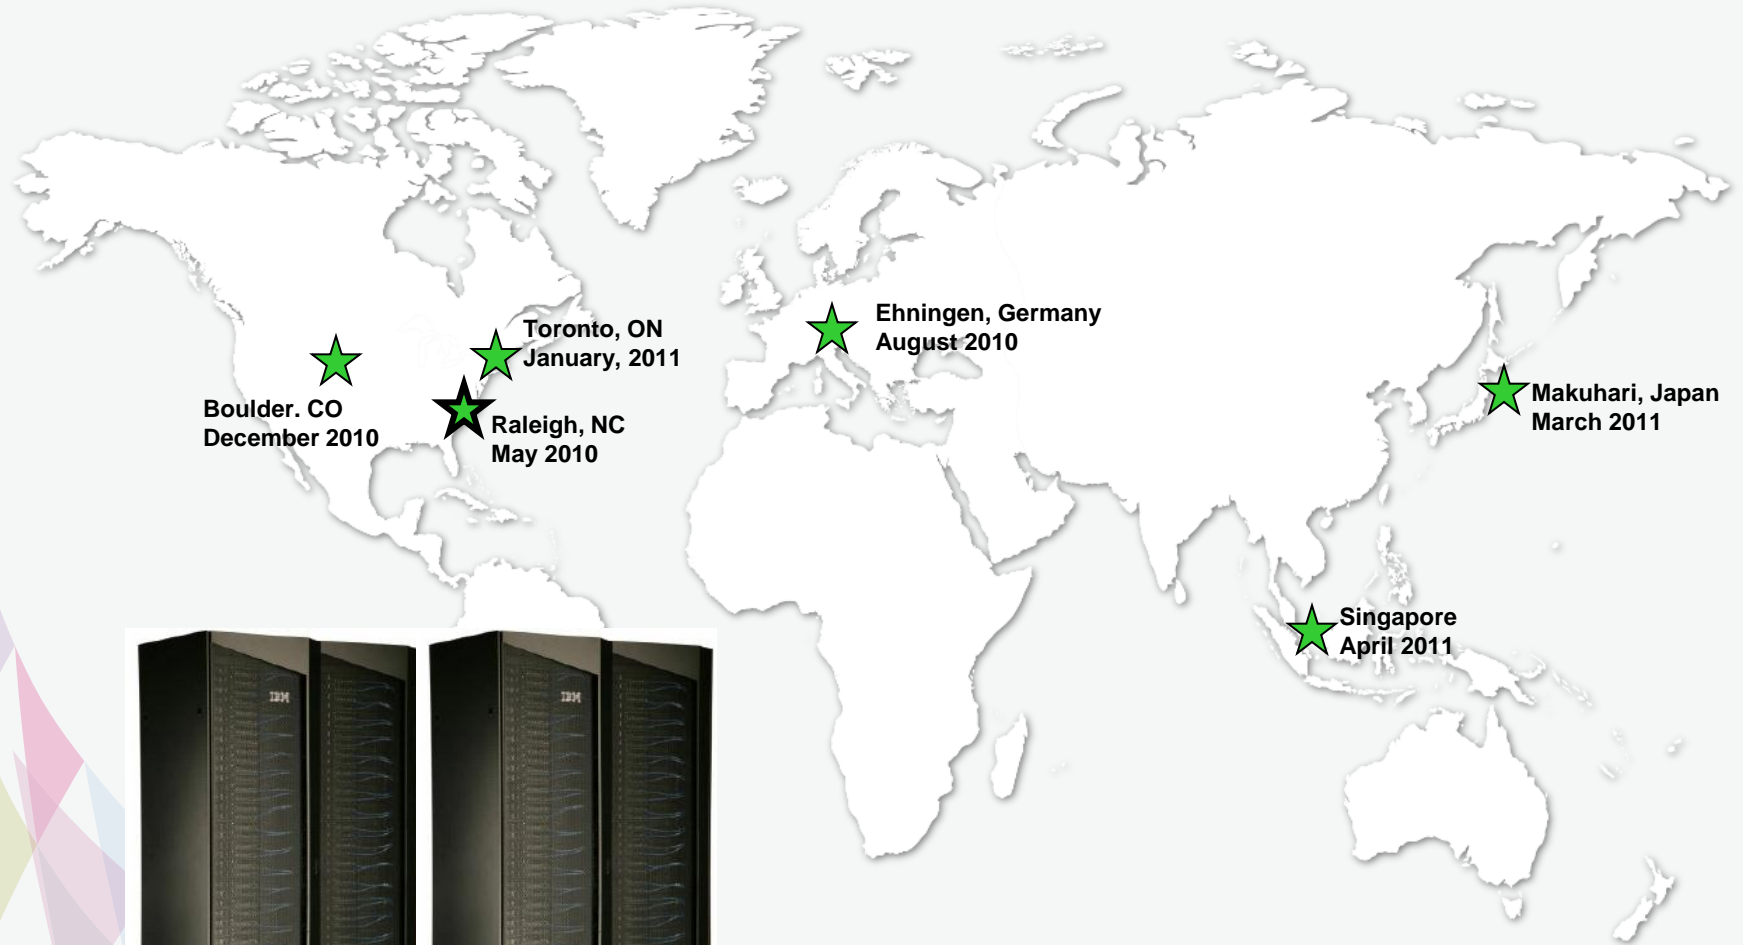 Ehningen, Germany
August 2010
Toronto, ON
January, 2011
Boulder. CO
December 2010
Raleigh, NC
May 2010
Makuhari, Japan
March 2011
Singapore
April 2011
IBM
IBM